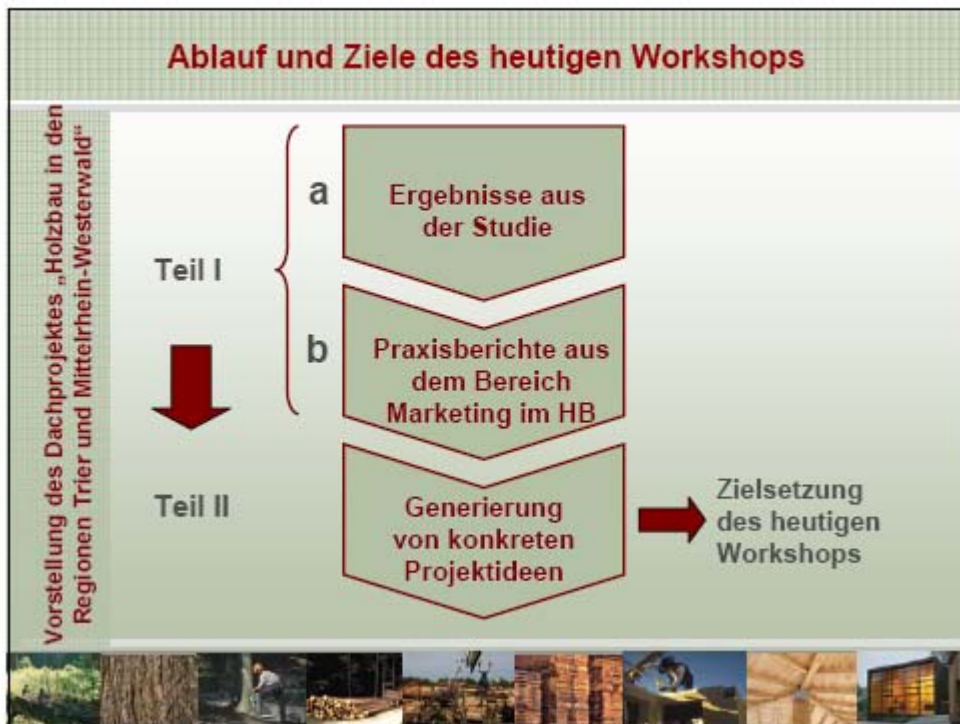 Ablauf und Ziele des heutigen Workshops
Vorstellung des Dachprojektes „Holzbau in den
Regionen Trier und Mittelrhein-Westerwald“
Teil I
a
Ergebnisse aus
der Studie
b
Praxisberichte aus
dem Bereich
Marketing im HB
Teil II
Generierung
von konkreten
Projektideen
Zielsetzung
des heutigen
Workshops